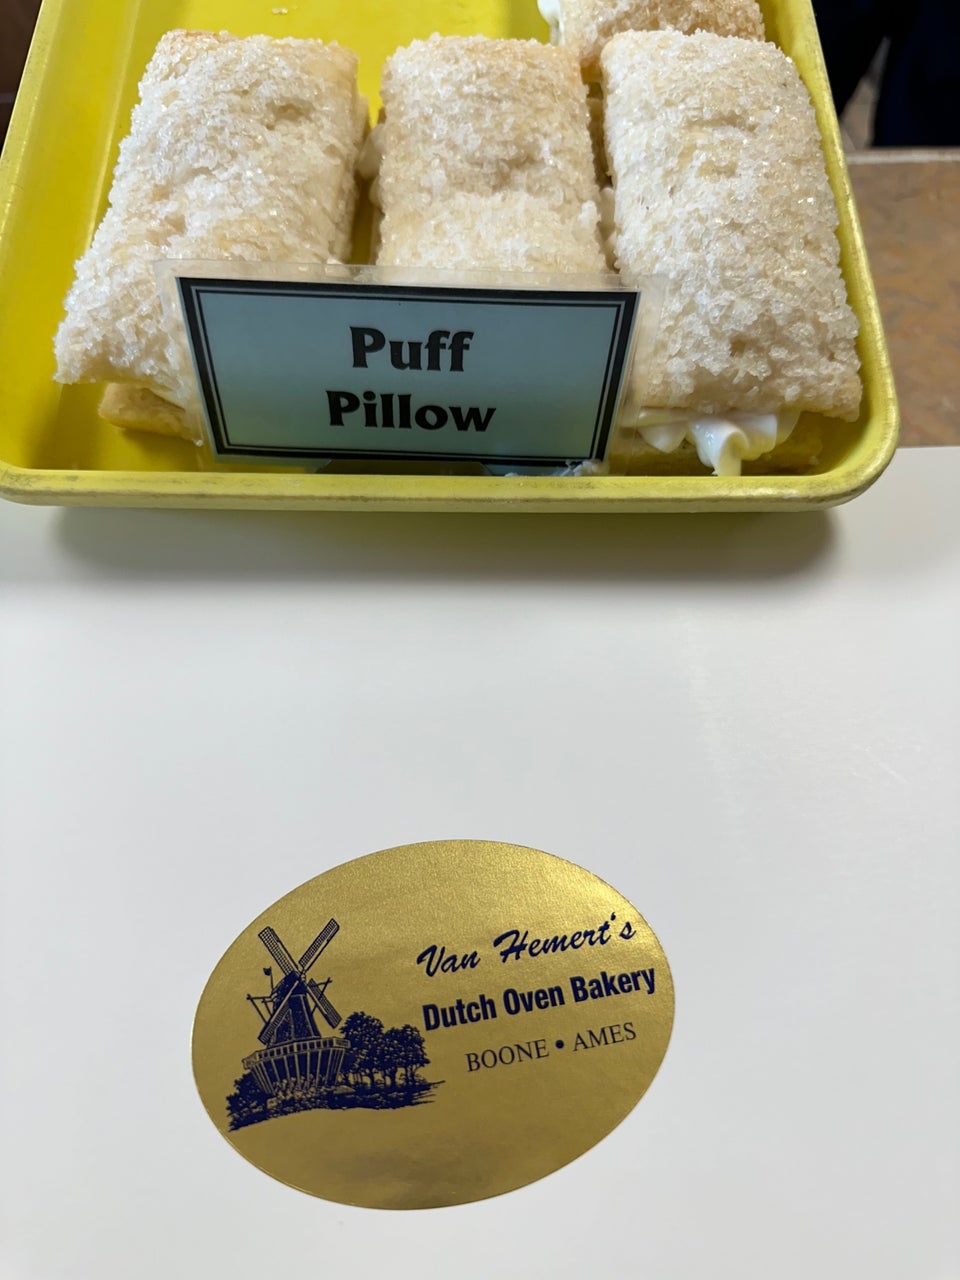 Puff
Pillow
Van Hemert's
Dutch Oven Bakery
BOONE • AMES